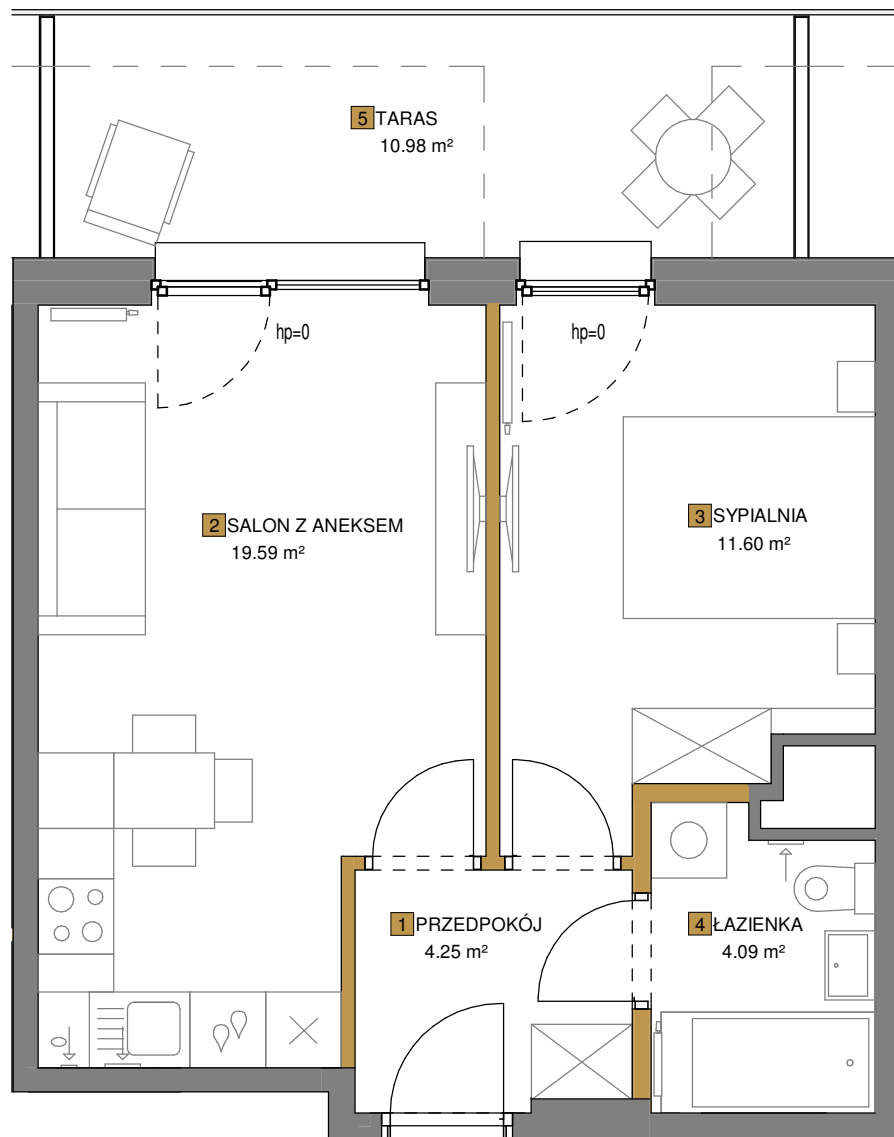 5 TARAS
10.98 m²
hp=0
hp=0
2 SALON Z ANEKSEM
19.59 m²
3 SYPIALNIA
11.60 m²
1 PRZEDPOKÓJ
4.25 m²
4 ŁAZIENKA
4.09 m²